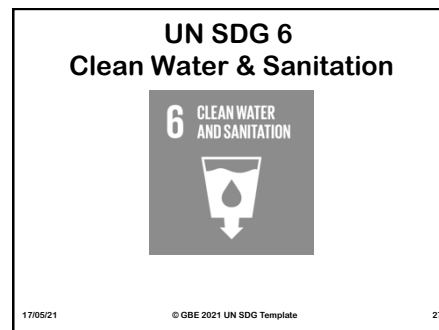 UN SDG 6
Clean Water & Sanitation
6 CLEAN WATER
AND SANITATION
17/05/21 © GBE 2021 UN SDG Template 27